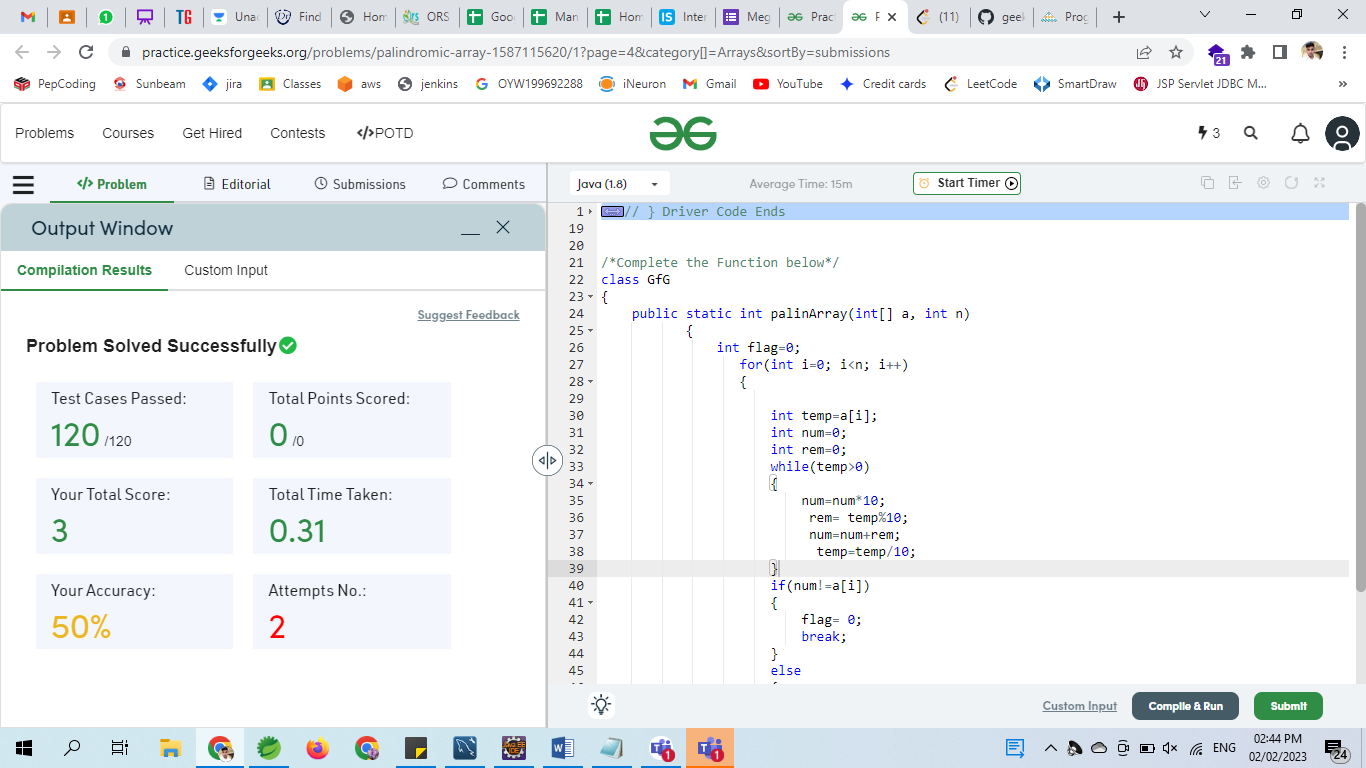 TG
Unac
Find
Hom
ORS
Goo
Man
Hom
IS Inter
Meg
Prac
P
(11)
geek
Prog
practice.geeksforgeeks.org/problems/palindromic-array-1587115620/1?page=4&category[]=Arrays&sortBy=submissions
21
PepCoding Sunbeam jira Classes aws jenkins OYW199692288 iNeuron Gmail YouTube Credit cards LeetCode SmartDraw JSP Servlet JDBC M... »
Problems Courses Get Hired Contests </>POTD 3
</> Problem Editorial Submissions Comments Java (1.8) Average Time: 15m Start Timer
Output Window
Compilation Results Custom Input
Suggest Feedback
Problem Solved Successfully
Test Cases Passed: Total Points Scored:
120 /120 0 /0
Your Total Score: Total Time Taken:
3 0.31
Your Accuracy: Attempts No.:
50% 2
1 // } Driver Code Ends
19
20
21 /*Complete the Function below*/
22 class GfG
23 {
24 public static int palinArray(int[] a, int n)
25 {
26 int flag=0;
27 for(int i=0; i<n; i++)
28 {
29
30 int temp=a[i];
31 int num=0;
32 int rem=0;
33 while(temp>0)
34 {
35 num=num*10;
36 rem= temp%10;
37 num=num+rem;
38 temp=temp/10;
39 }
40 if(num!=a[i])
41 {
42 flag= 0;
43 break;
44 }
45 else
Custom Input Compile & Run Submit
ENG 02:44 PM
02/02/2023
24